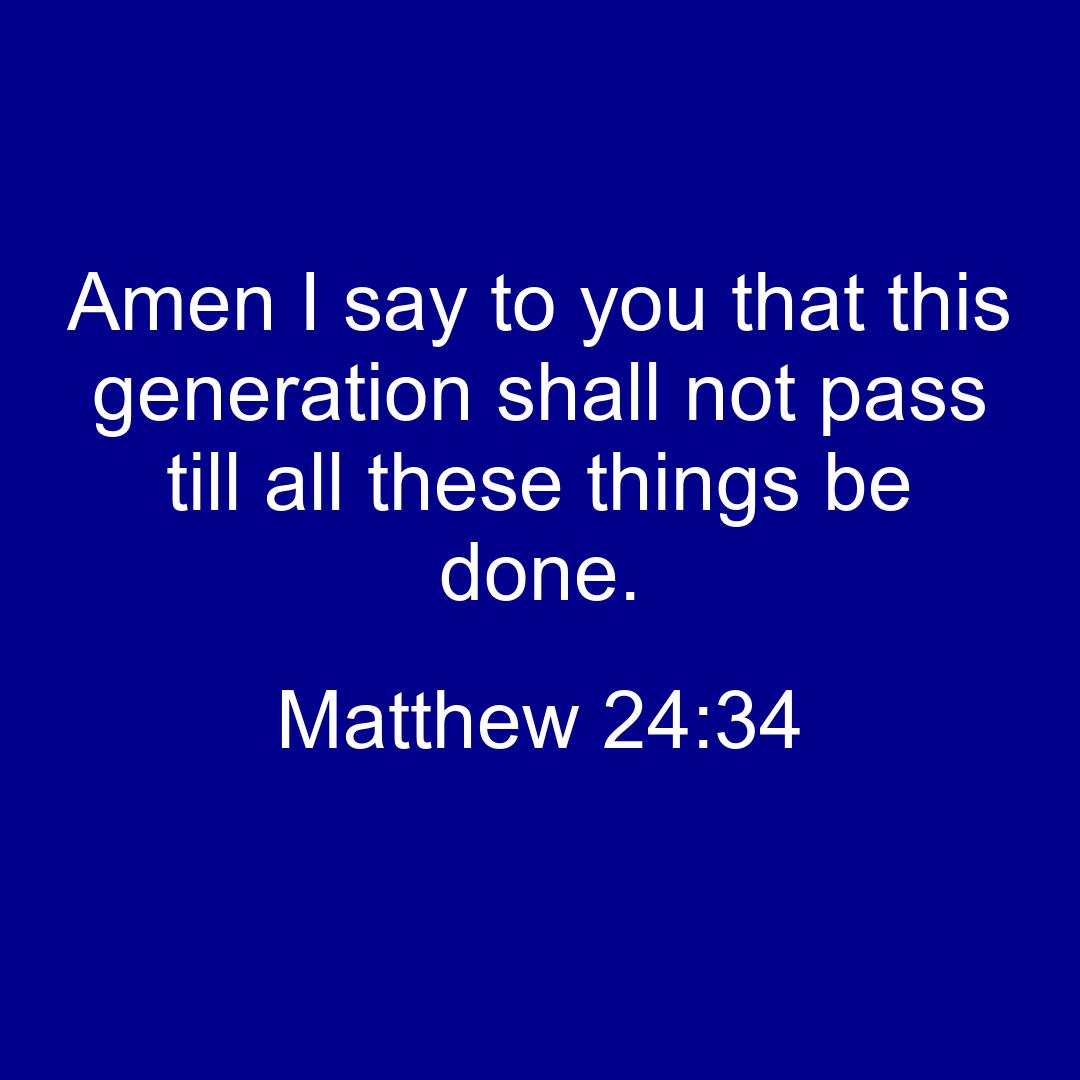 Amen I say to you that this
generation shall not pass
till all these things be
done.
Matthew 24:34